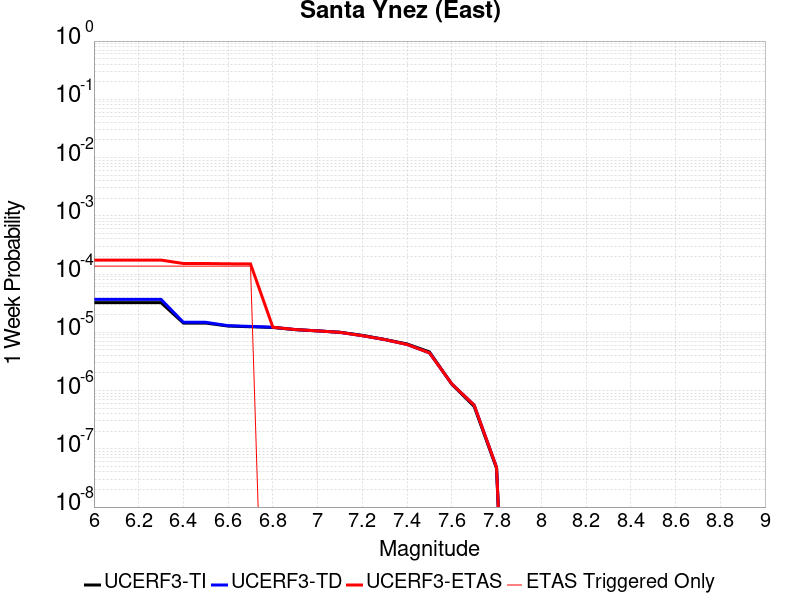 Santa Ynez (East)
10^0
10^-1
10^-2
10^-3
10^-4
10^-5
10^-6
10^-7
10^-8
1 Week Probability
6 6.2 6.4 6.6 6.8 7 7.2 7.4 7.6 7.8 8 8.2 8.4 8.6 8.8 9
Magnitude
UCERF3-TI UCERF3-TD UCERF3-ETAS ETAS Triggered Only